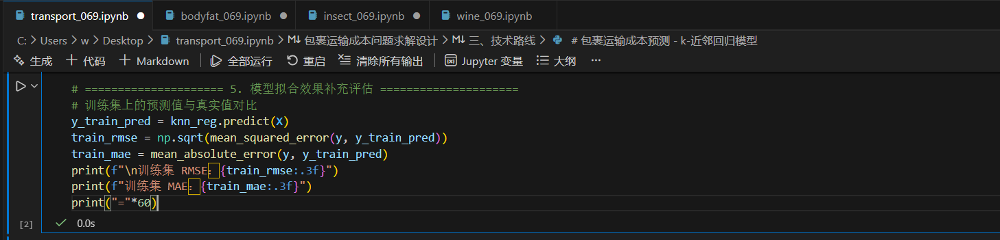 transport_069.ipynb bodyfat_069.ipynb insect_069.ipynb wine_069.ipynb
C: > Users > w > Desktop > transport_069.ipynb > M↓ 包裹运输成本问题求解设计 > M↓ 三、技术路线 > # 包裹运输成本预测 - k-近邻回归模型
生成 + 代码 + Markdown 全部运行 重启 清除所有输出 Jupyter 变量 大纲 ···
# ===================== 5. 模型拟合效果补充评估 =====================
# 训练集上的预测值与真实值对比
y_train_pred = knn_reg.predict(X)
train_rmse = np.sqrt(mean_squared_error(y, y_train_pred))
train_mae = mean_absolute_error(y, y_train_pred)
print(f"\n训练集 RMSE：{train_rmse:.3f}")
print(f"训练集 MAE：{train_mae:.3f}")
print("="*60)
[2] 0.0s